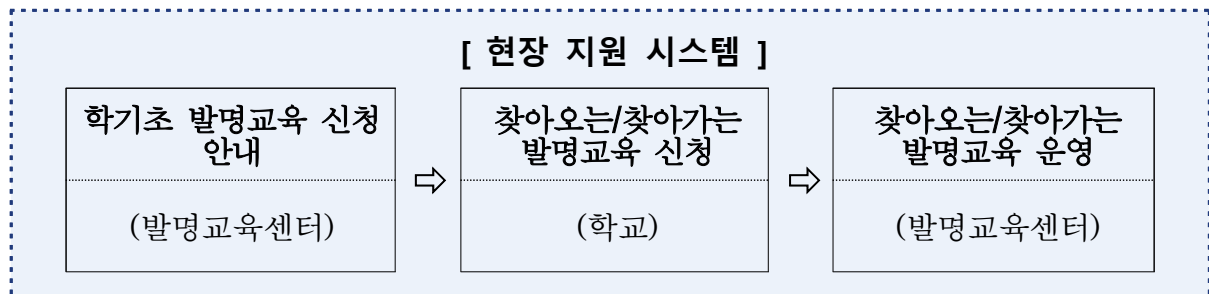 [ 현장 지원 시스템 ]
학기초 발명교육 신청
안내
(발명교육센터)
⇨
찾아오는/찾아가는
발명교육 신청
(학교)
⇨
찾아오는/찾아가는
발명교육 운영
(발명교육센터)